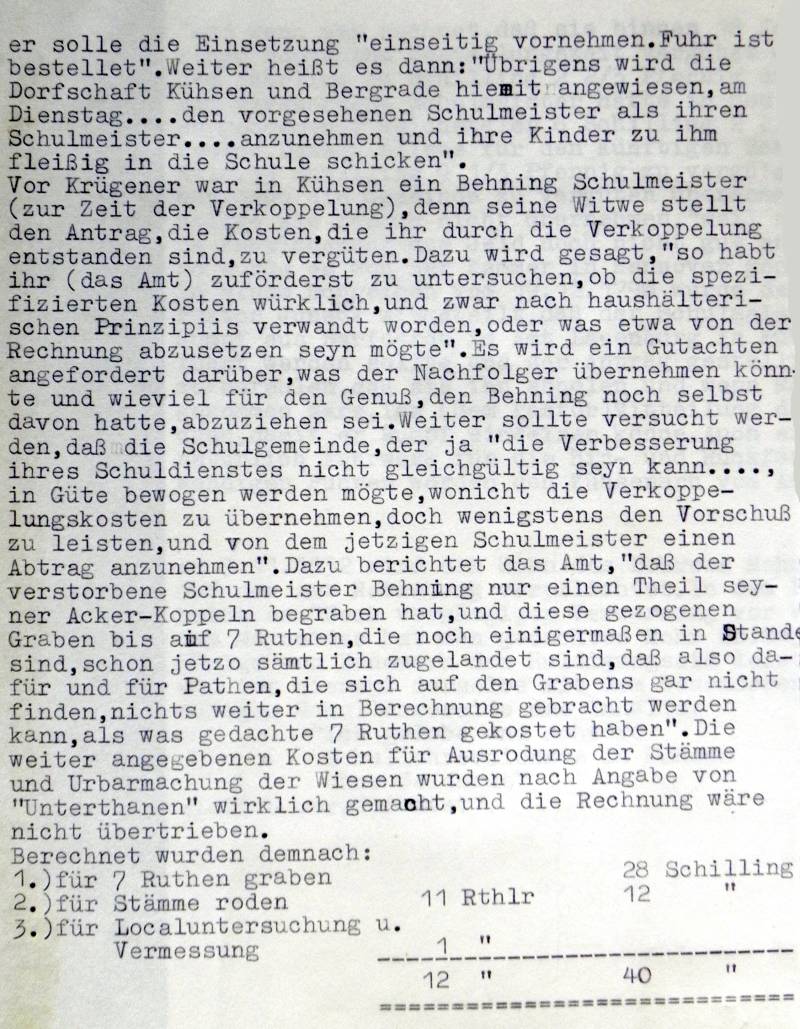 er solle die Einsetzung "einseitig vornehmen.Fuhr ist
bestellet".Weiter heißt es dann:"Übrigens wird die
Dorfschaft Kühsen und Bergrade hiemit angewiesen,am
Dienstag....den vorgesehenen Schulmeister als ihren
Schulmeister....anzunehmen und ihre Kinder zu ihm
fleißig in die Schule schicken".
Vor Krügener war in Kühsen ein Behning Schulmeister
(zur Zeit der Verkoppelung),denn seine Witwe stellt
den Antrag,die Kosten,die ihr durch die Verkoppelung
entstanden sind,zu vergüten.Dazu wird gesagt,"so habt
ihr (das Amt) zuförderst zu untersuchen,ob die spezi-
fizierten Kosten würklich,und zwar nach haushälteri-
schen Prinzipiis verwandt worden,oder was etwa von der
Rechnung abzusetzen seyn mögte".Es wird ein Gutachten
angefordert darüber,was der Nachfolger übernehmen könn-
te und wieviel für den Genuß,den Behning noch selbst
davon hatte,abzuziehen sei.Weiter sollte versucht wer-
den,daß die Schulgemeinde,der ja "die Verbesserung
ihres Schuldienstes nicht gleichgültig seyn kann....,
in Güte bewogen werden mögte,wonicht die Verkoppe-
lungskosten zu übernehmen,doch wenigstens den Vorschuß
zu leisten,und von dem jetzigen Schulmeister einen
Abtrag anzunehmen".Dazu berichtet das Amt,"daß der
verstorbene Schulmeister Behning nur einen Theil sey-
ner Acker-Koppeln begraben hat,und diese gezogenen
Graben bis auf 7 Ruthen,die noch einigermaßen in Stande
sind,schon jetzo sämtlich zugelandet sind,daß also da-
für und für Pathen,die sich auf den Grabens gar nicht
finden,nichts weiter in Berechnung gebracht werden
kann,als was gedachte 7 Ruthen gekostet haben".Die
weiter angegebenen Kosten für Ausrodung der Stämme
und Urbarmachung der Wiesen wurden nach Angabe von
"Unterthanen" wirklich gemacht,und die Rechnung wäre
nicht übertrieben.
Berechnet wurden demnach:
1.)für 7 Ruthen graben 28 Schilling
2.)für Stämme roden 11 Rthlr 12 "
3.)für Localuntersuchung u.
Vermessung 1 "
12 " 40 "